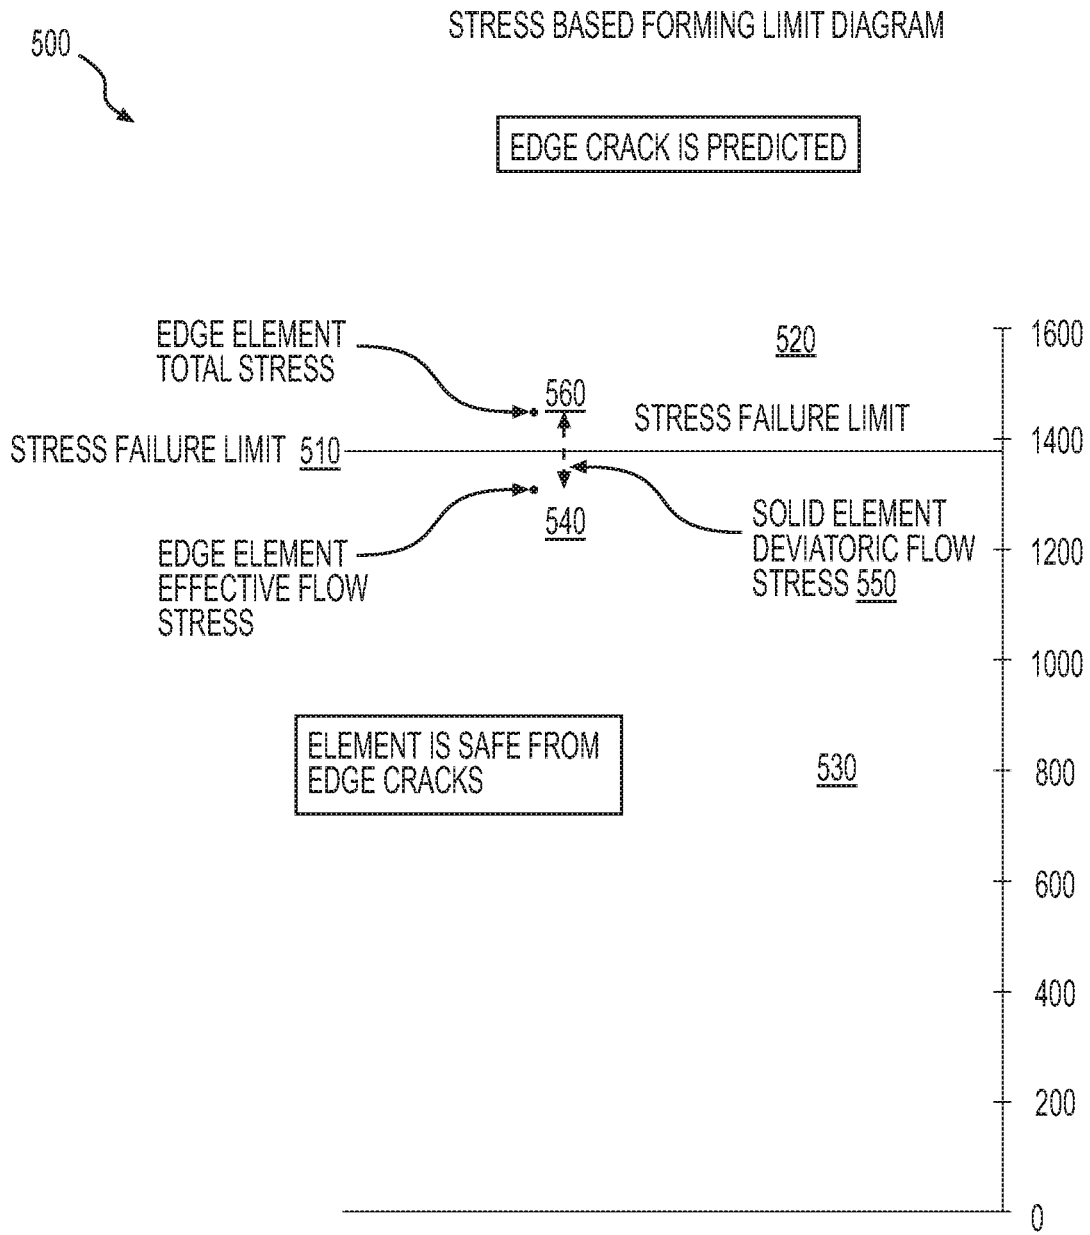 STRESS BASED FORMING LIMIT DIAGRAM
500
EDGE CRACK IS PREDICTED
EDGE ELEMENT
TOTAL STRESS
520
1600
560
STRESS FAILURE LIMIT
1400
STRESS FAILURE LIMIT 510
540
EDGE ELEMENT
EFFECTIVE FLOW
STRESS
SOLID ELEMENT
DEVIATORIC FLOW
STRESS 550
1200
1000
ELEMENT IS SAFE FROM
EDGE CRACKS
530
800
600
400
200
0